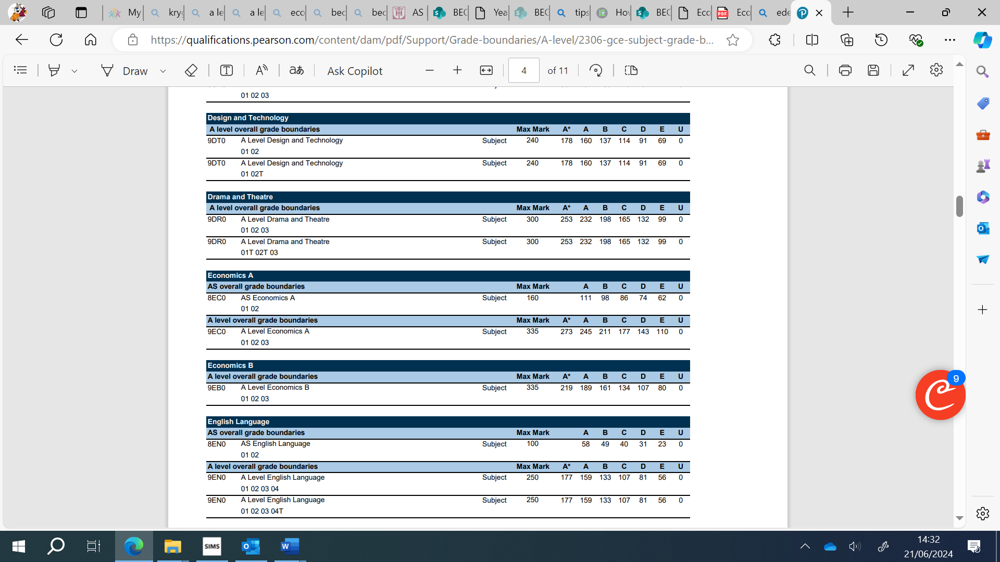 My
kry
a le
a le
eco
bec
bec
AS
BEC
Yea
BEC
tips
Hov
BEC
Eco
Eco
ede
https://qualifications.pearson.com/content/dam/pdf/Support/Grade-boundaries/A-level/2306-gce-subject-grade-b...
Draw
Ask Copilot
4 of 11
01 02 03
Design and Technology
A level overall grade boundaries Max Mark A* A B C D E U
9DT0 A Level Design and Technology Subject 240 178 160 137 114 91 69 0
01 02
9DT0 A Level Design and Technology Subject 240 178 160 137 114 91 69 0
01 02T
Drama and Theatre
A level overall grade boundaries Max Mark A* A B C D E U
9DR0 A Level Drama and Theatre Subject 300 253 232 198 165 132 99 0
01 02 03
9DR0 A Level Drama and Theatre Subject 300 253 232 198 165 132 99 0
01T 02T 03
Economics A
AS overall grade boundaries Max Mark A B C D E U
8EC0 AS Economics A Subject 160 111 98 86 74 62 0
01 02
A level overall grade boundaries Max Mark A* A B C D E U
9EC0 A Level Economics A Subject 335 273 245 211 177 143 110 0
01 02 03
Economics B
A level overall grade boundaries Max Mark A* A B C D E U
9EB0 A Level Economics B Subject 335 219 189 161 134 107 80 0
01 02 03
English Language
AS overall grade boundaries Max Mark A B C D E U
8EN0 AS English Language Subject 100 58 49 40 31 23 0
01 02
A level overall grade boundaries Max Mark A* A B C D E U
9EN0 A Level English Language Subject 250 177 159 133 107 81 56 0
01 02 03 04
9EN0 A Level English Language Subject 250 177 159 133 107 81 56 0
01 02 03 04T
9
SIMS
14:32
21/06/2024